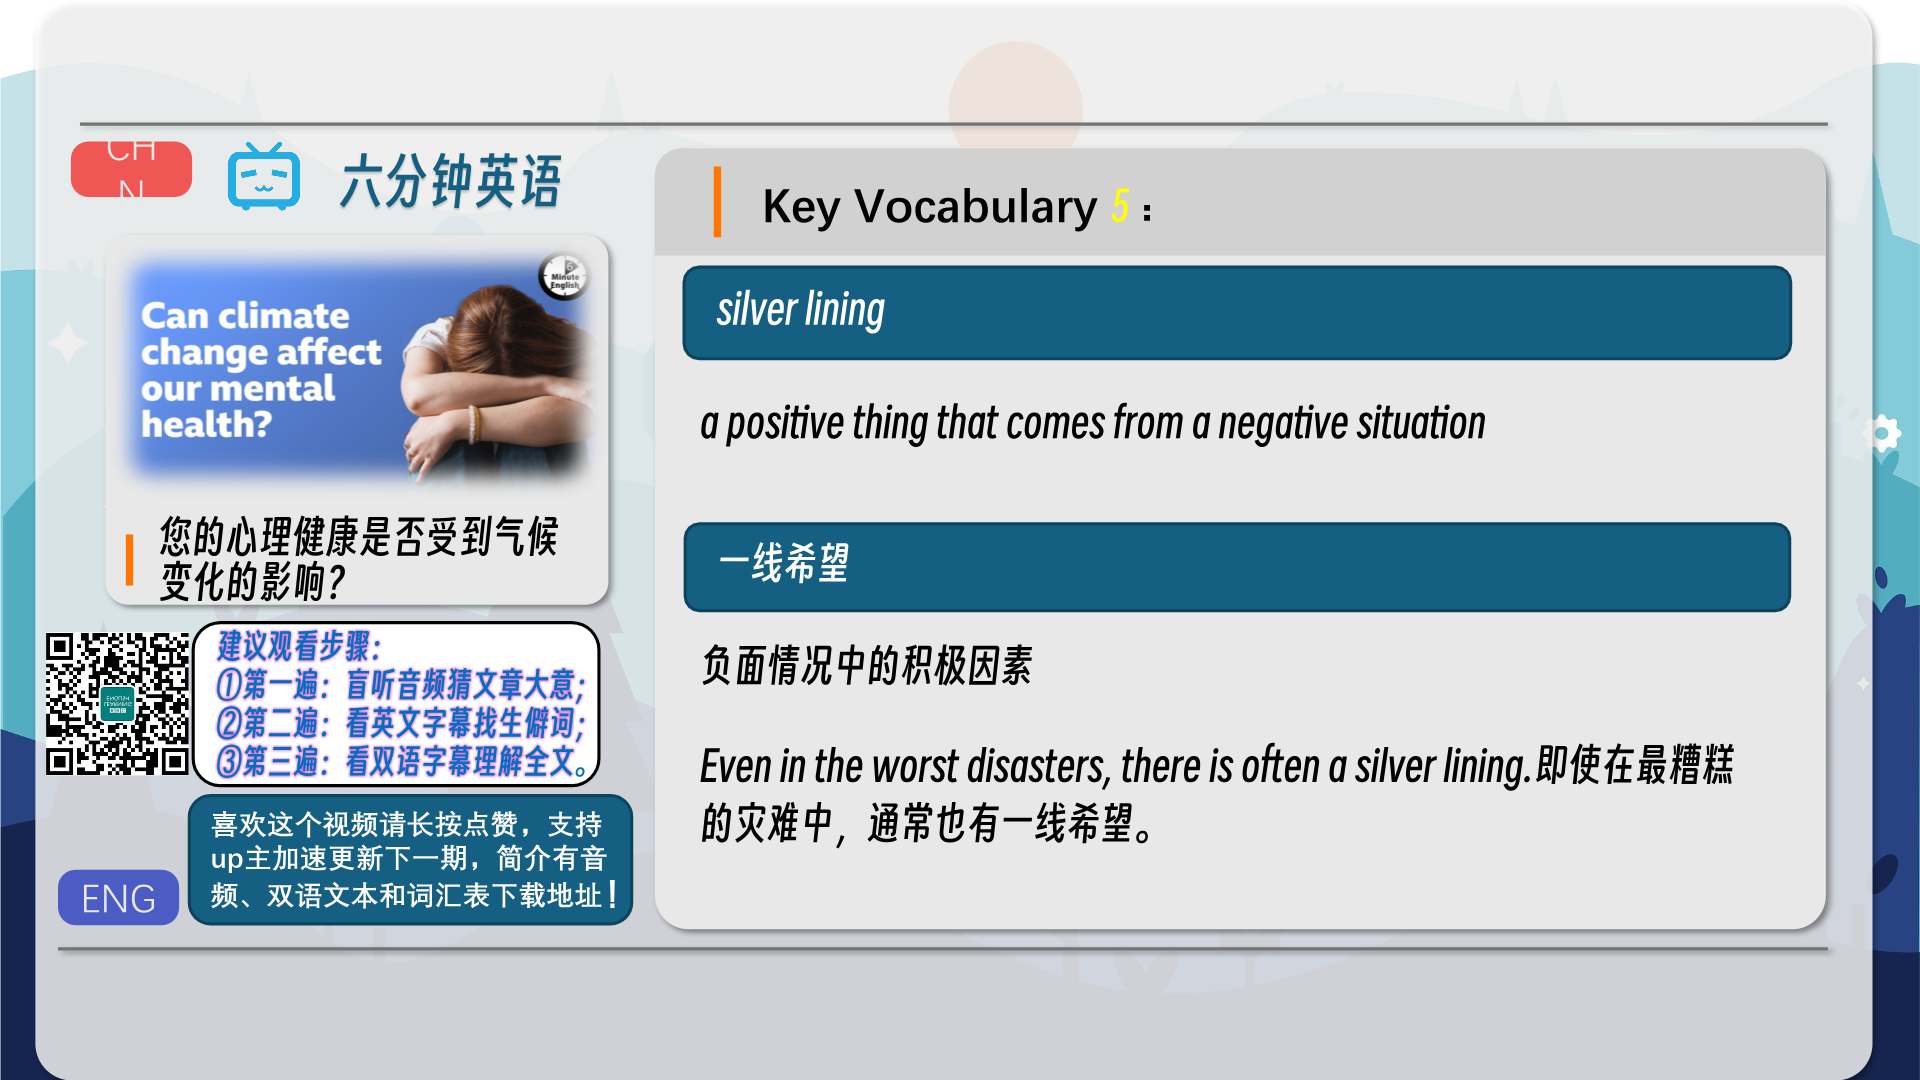 CH
N
六分钟英语
6
Minute
English
Can climate
change affect
our mental
health?
您的心理健康是否受到气候
变化的影响?
建议观看步骤:
①第一遍:盲听音频猜文章大意;
②第二遍:看英文字幕找生僻词;
③第三遍:看双语字幕理解全文。
喜欢这个视频请长按点赞，支持
up主加速更新下一期，简介有音
频、双语文本和词汇表下载地址！
ENG
Key Vocabulary 5：
silver lining
a positive thing that comes from a negative situation
一线希望
负面情况中的积极因素
Even in the worst disasters, there is often a silver lining.即使在最糟糕
的灾难中，通常也有一线希望。